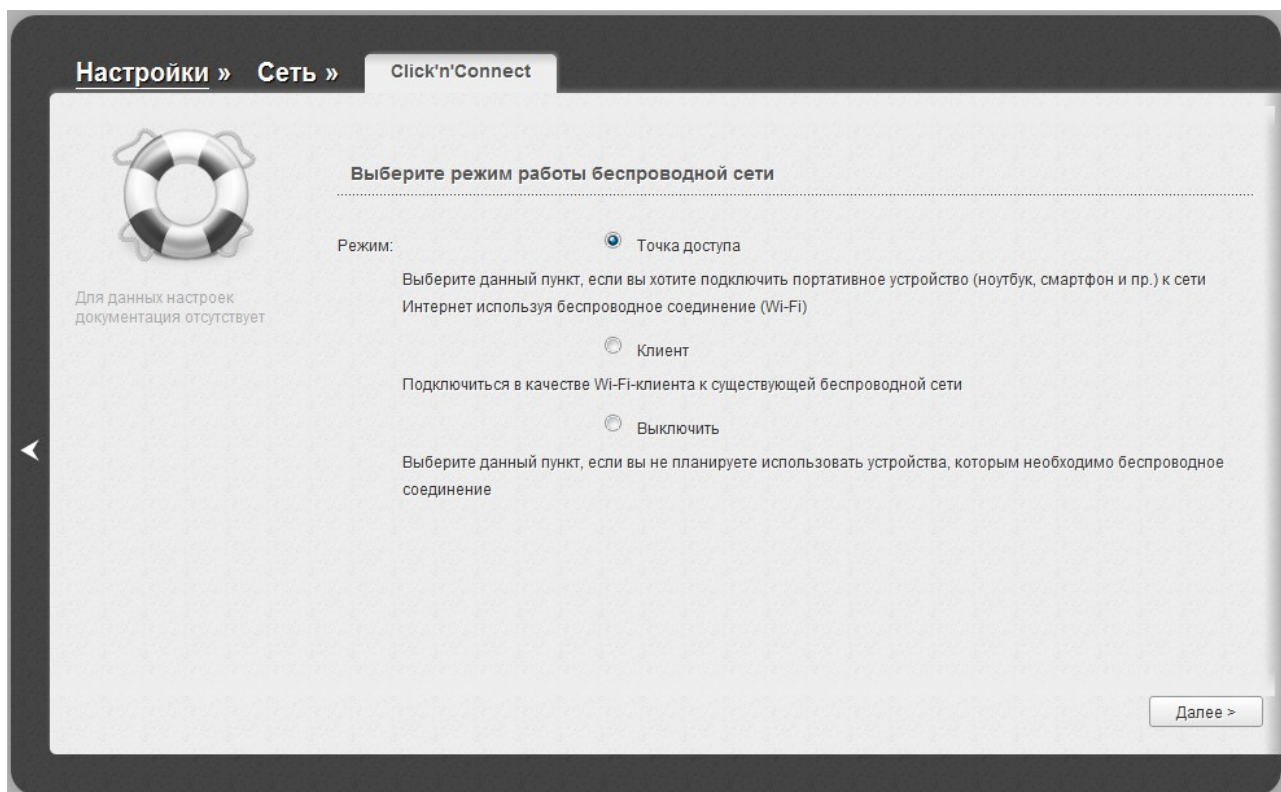 Настройки » Сеть » Click'n'Connect
Для данных настроек
документация отсутствует
Выберите режим работы беспроводной сети
Режим: Точка доступа
Выберите данный пункт, если вы хотите подключить портативное устройство (ноутбук, смартфон и пр.) к сети
Интернет используя беспроводное соединение (Wi-Fi)
Клиент
Подключиться в качестве Wi-Fi-клиента к существующей беспроводной сети
Выключить
Выберите данный пункт, если вы не планируете использовать устройства, которым необходимо беспроводное
соединение
Далее >